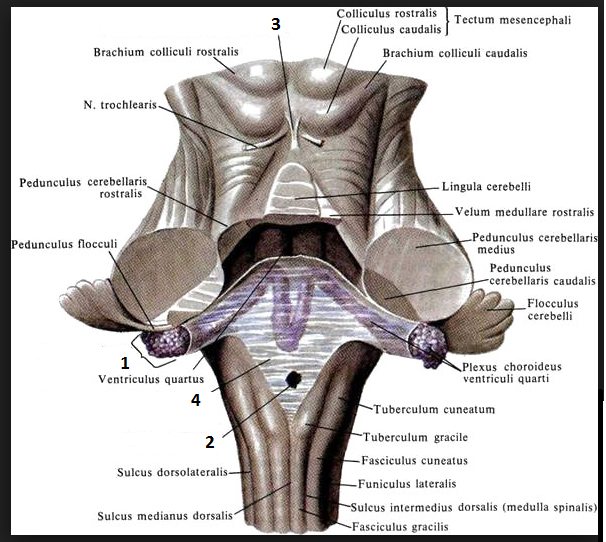 Colliculus rostralis
Colliculus caudalis
Tectum mesencephali
3
Brachium colliculi rostralis
Brachium colliculi caudalis
N. trochlearis
Pedunculus cerebellaris
rostralis
Lingula cerebelli
Velum medullare rostralis
Pedunculus flocculi
Pedunculus cerebellaris
medius
Pedunculus
cerebellaris caudalis
Flocculus
cerebelli
1
Ventriculus quartus
Plexus choroideus
ventriculi quarti
4
Tuberculum cuneatum
2
Tuberculum gracile
Fasciculus cuneatus
Sulcus dorsolateralis
Funiculus lateralis
Sulcus intermedius dorsalis (medulla spinalis)
Sulcus medianus dorsalis
Fasciculus gracilis